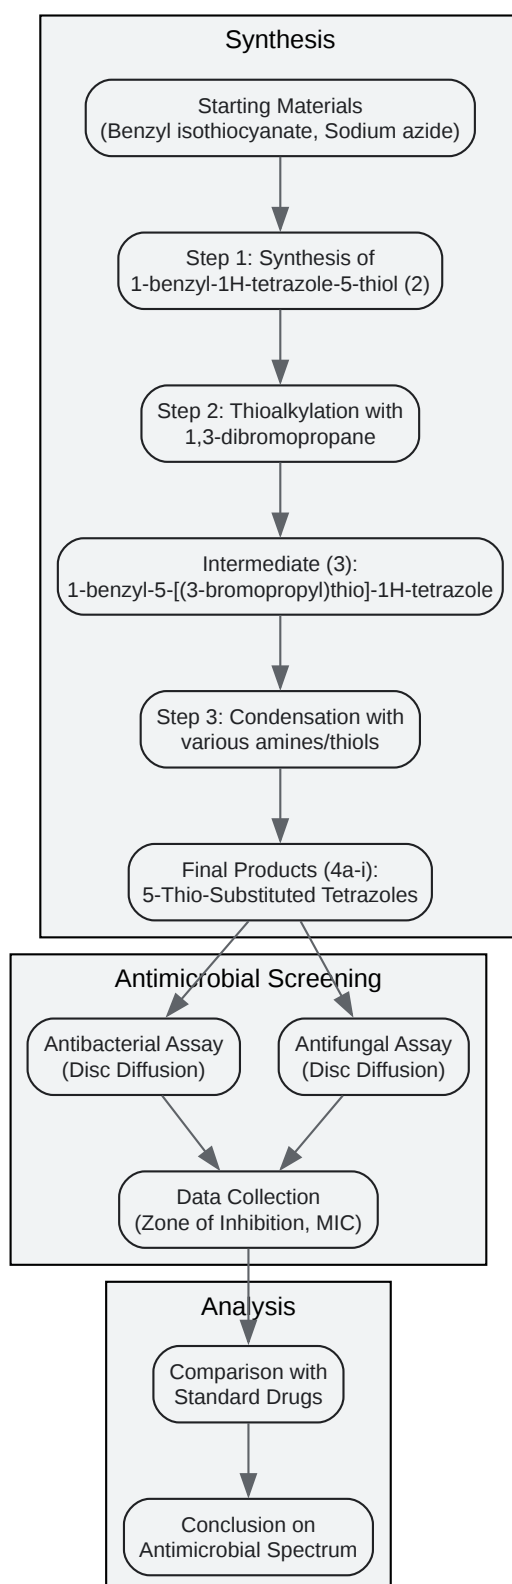 Synthesis
Starting Materials
(Benzyl isothiocyanate, Sodium azide)
Step 1: Synthesis of
1-benzyl-1H-tetrazole-5-thiol (2)
Step 2: Thioalkylation with
1,3-dibromopropane
Intermediate (3):
1-benzyl-5-[(3-bromopropyl)thio]-1H-tetrazole
Step 3: Condensation with
various amines/thiols
Final Products (4a-i):
5-Thio-Substituted Tetrazoles
Antimicrobial Screening
Antibacterial Assay
(Disc Diffusion)
Antifungal Assay
(Disc Diffusion)
Data Collection
(Zone of Inhibition, MIC)
Analysis
Comparison with
Standard Drugs
Conclusion on
Antimicrobial Spectrum